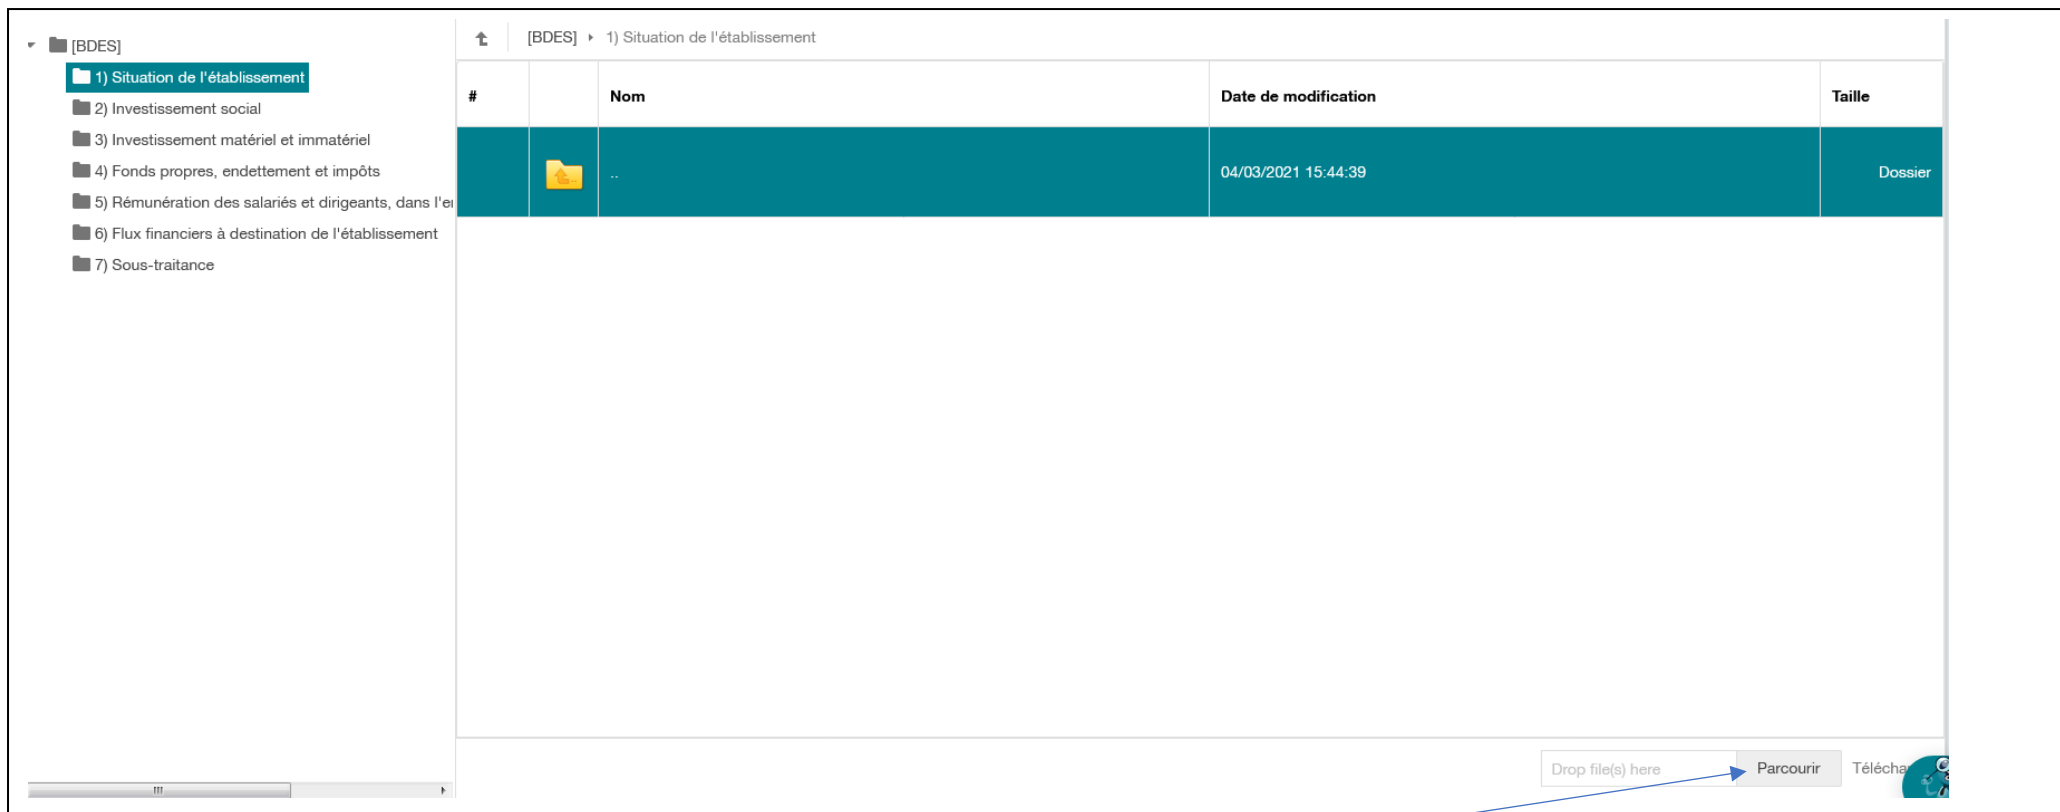 [BDES]
1) Situation de l'établissement
2) Investissement social
3) Investissement matériel et immatériel
4) Fonds propres, endettement et impôts
5) Rémunération des salariés et dirigeants, dans l'e
6) Flux financiers à destination de l'établissement
7) Sous-traitance
[BDES] 1) Situation de l'établissement
# Nom Date de modification Taille
.. 04/03/2021 15:44:39 Dossier
Drop file(s) here Parcourir Télécha